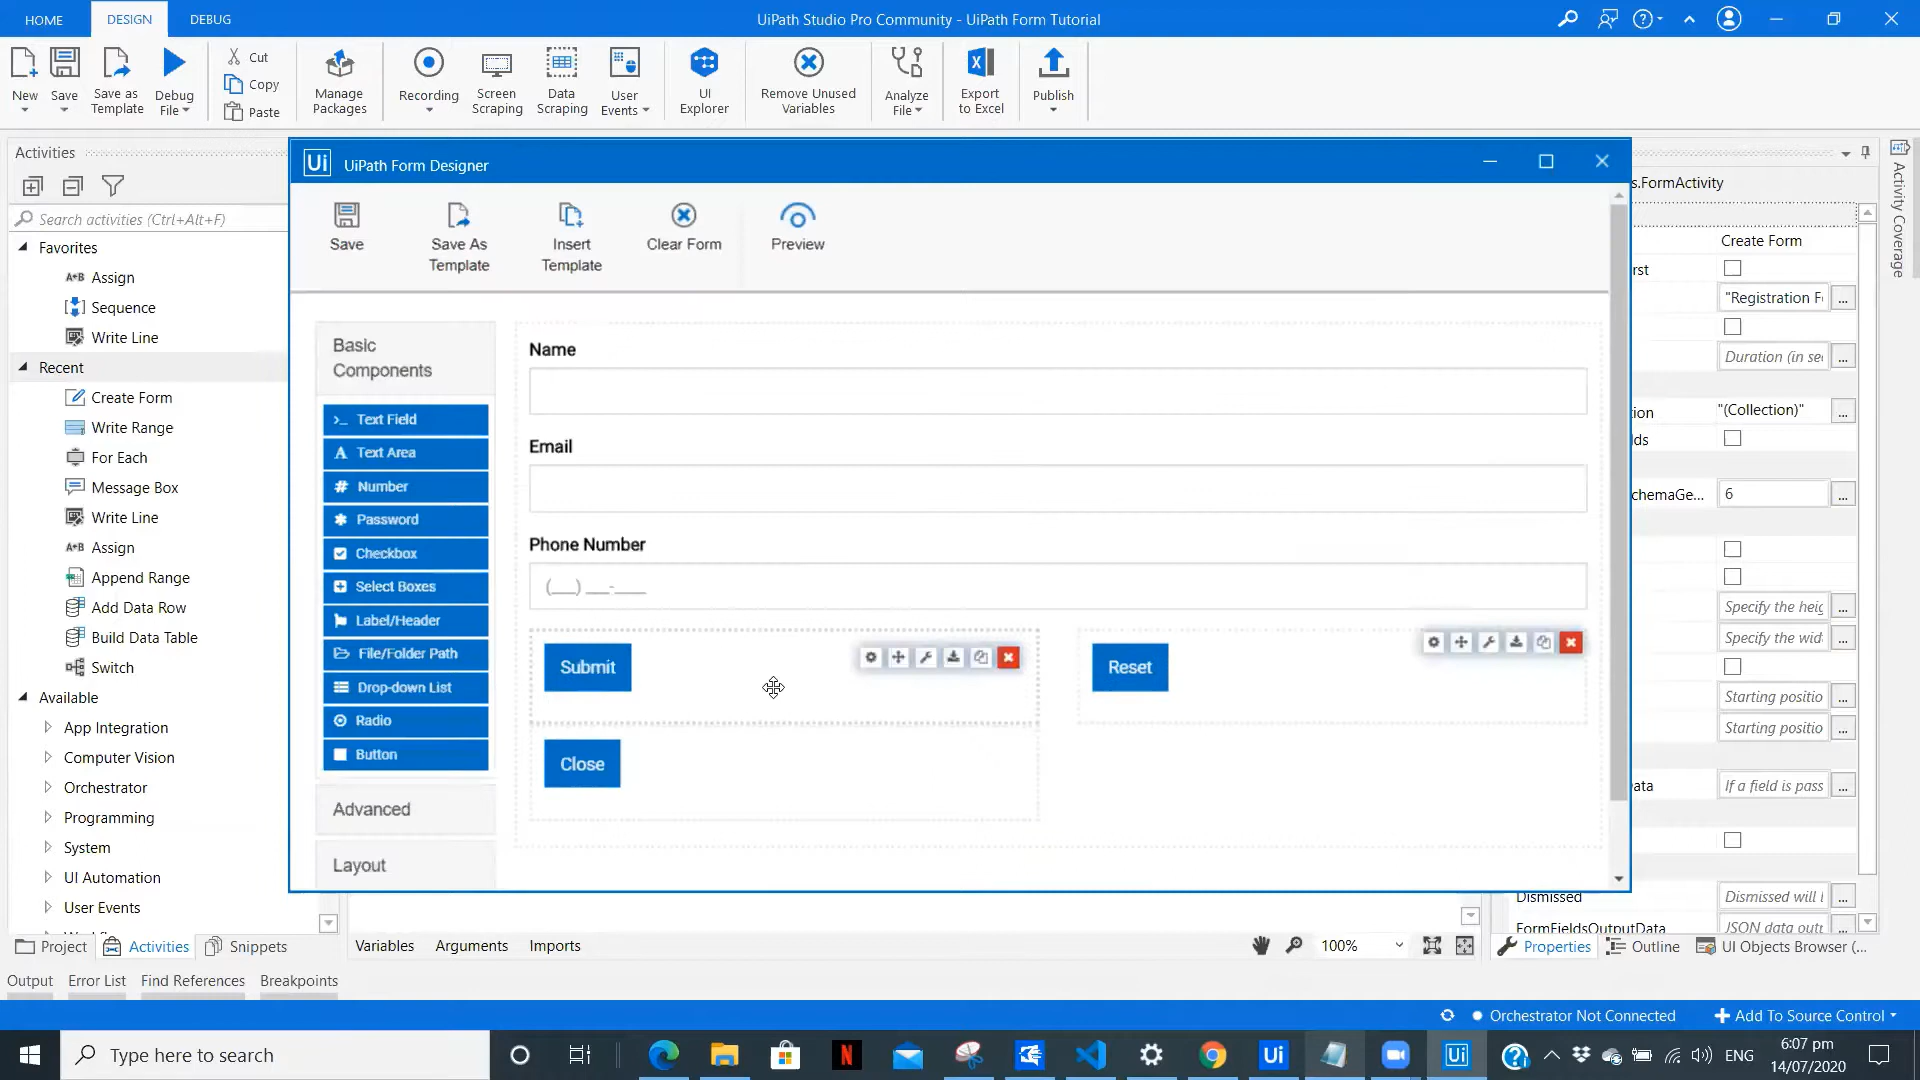 HOME DESIGN DEBUG
UiPath Studio Pro Community - UiPath Form Tutorial
New
Save
Save as
Template
Debug
File
Cut
Copy
Paste
Manage
Packages
Recording
Screen
Scraping
Data
Scraping
User
Events
UI
Explorer
Remove Unused
Variables
Analyze
File
Export
to Excel
Publish
Activities
Search activities (Ctrl+Alt+F)
Favorites
Assign
Sequence
Write Line
Recent
Create Form
Write Range
For Each
Message Box
Write Line
Assign
Append Range
Add Data Row
Build Data Table
Switch
Available
App Integration
Computer Vision
Orchestrator
Programming
System
UI Automation
User Events
Project Activities Snippets
Ui UiPath Form Designer
Save
Save As
Template
Insert
Template
Clear Form
Preview
Basic
Components
Text Field
Text Area
Number
Password
Checkbox
Select Boxes
Label/Header
File/Folder Path
Drop-down List
Radio
Button
Advanced
Layout
Name
Email
Phone Number
(___) ___-____
Submit
Reset
Close
s.FormActivity
Create Form
rst
"Registration F
Duration (in se
ion "(Collection)"
lds
chemaGe... 6
Specify the heig
Specify the wid
Starting positio
Starting positio
ata If a field is pass
Dismissed Dismissed will l
FormFieldsOutputData JSON data out
Activity Coverage
Variables Arguments Imports
100%
Properties Outline UI Objects Browser (...
Output Error List Find References Breakpoints
Orchestrator Not Connected Add To Source Control
Type here to search
ENG
6:07 pm
14/07/2020